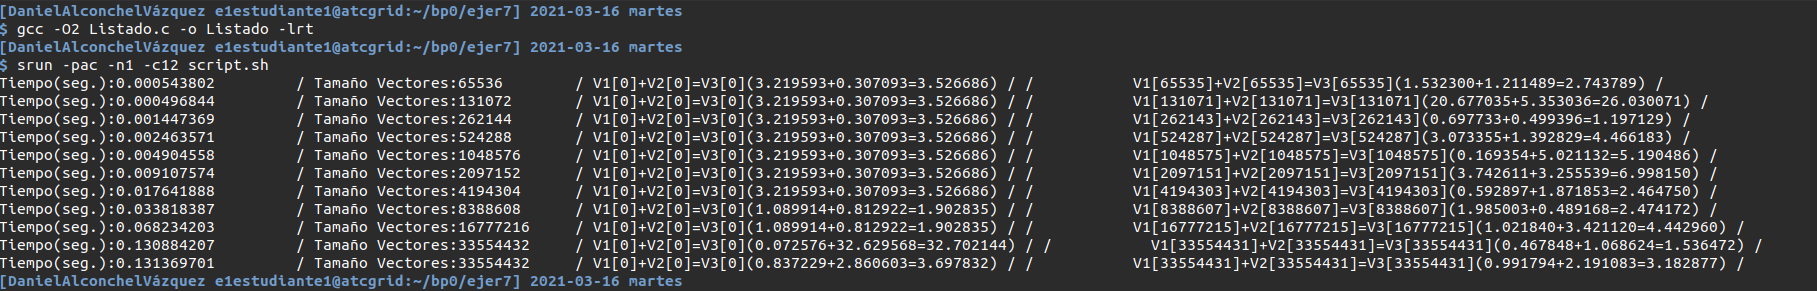 [DanielAlconchelVázquez e1estudiante1@atcgrid:~/bp0/ejer7] 2021-03-16 martes
$ gcc -O2 Listado.c -o Listado -lrt
[DanielAlconchelVázquez e1estudiante1@atcgrid:~/bp0/ejer7] 2021-03-16 martes
$ srun -pac -n1 -c12 script.sh
Tiempo(seg.):0.000543802 / Tamaño Vectores:65536 / V1[0]+V2[0]=V3[0](3.219593+0.307093=3.526686) / / V1[65535]+V2[65535]=V3[65535](1.532300+1.211489=2.743789) /
Tiempo(seg.):0.000496844 / Tamaño Vectores:131072 / V1[0]+V2[0]=V3[0](3.219593+0.307093=3.526686) / / V1[131071]+V2[131071]=V3[131071](20.677035+5.353036=26.030071) /
Tiempo(seg.):0.001447369 / Tamaño Vectores:262144 / V1[0]+V2[0]=V3[0](3.219593+0.307093=3.526686) / / V1[262143]+V2[262143]=V3[262143](0.697733+0.499396=1.197129) /
Tiempo(seg.):0.002463571 / Tamaño Vectores:524288 / V1[0]+V2[0]=V3[0](3.219593+0.307093=3.526686) / / V1[524287]+V2[524287]=V3[524287](3.073355+1.392829=4.466183) /
Tiempo(seg.):0.004904558 / Tamaño Vectores:1048576 / V1[0]+V2[0]=V3[0](3.219593+0.307093=3.526686) / / V1[1048575]+V2[1048575]=V3[1048575](0.169354+5.021132=5.190486) /
Tiempo(seg.):0.009107574 / Tamaño Vectores:2097152 / V1[0]+V2[0]=V3[0](3.219593+0.307093=3.526686) / / V1[2097151]+V2[2097151]=V3[2097151](3.742611+3.255539=6.998150) /
Tiempo(seg.):0.017641888 / Tamaño Vectores:4194304 / V1[0]+V2[0]=V3[0](3.219593+0.307093=3.526686) / / V1[4194303]+V2[4194303]=V3[4194303](0.592897+1.871853=2.464750) /
Tiempo(seg.):0.033818387 / Tamaño Vectores:8388608 / V1[0]+V2[0]=V3[0](1.089914+0.812922=1.902835) / / V1[8388607]+V2[8388607]=V3[8388607](1.985003+0.489168=2.474172) /
Tiempo(seg.):0.068234203 / Tamaño Vectores:16777216 / V1[0]+V2[0]=V3[0](1.089914+0.812922=1.902835) / / V1[16777215]+V2[16777215]=V3[16777215](1.021840+3.421120=4.442960) /
Tiempo(seg.):0.130884207 / Tamaño Vectores:33554432 / V1[0]+V2[0]=V3[0](0.072576+32.629568=32.702144) / / V1[33554431]+V2[33554431]=V3[33554431](0.467848+1.068624=1.536472) /
Tiempo(seg.):0.131369701 / Tamaño Vectores:33554432 / V1[0]+V2[0]=V3[0](0.837229+2.860603=3.697832) / / V1[33554431]+V2[33554431]=V3[33554431](0.991794+2.191083=3.182877) /
[DanielAlconchelVázquez e1estudiante1@atcgrid:~/bp0/ejer7] 2021-03-16 martes